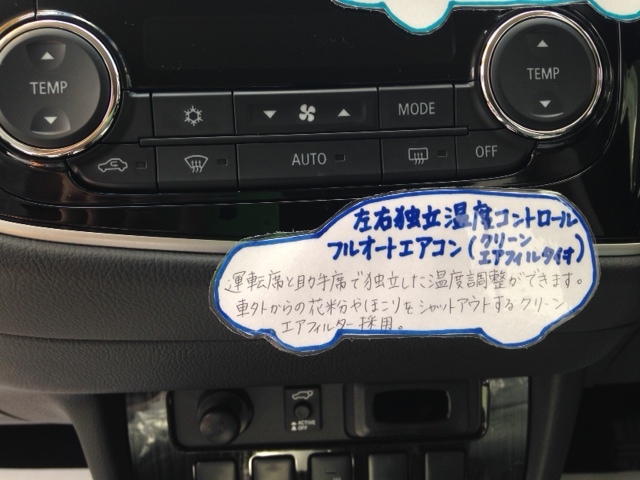 TEMP
TEMP
MODE
AUTO
OFF
左右独立温度コントロール
フルオートエアコン(クリーンエアフィルタ付)
運転席と助手席で独立した温度調整ができます。
車外からの花粉やほこりをシャットアウトするクリーン
エアフィルター採用。
ACTIVE
OFF